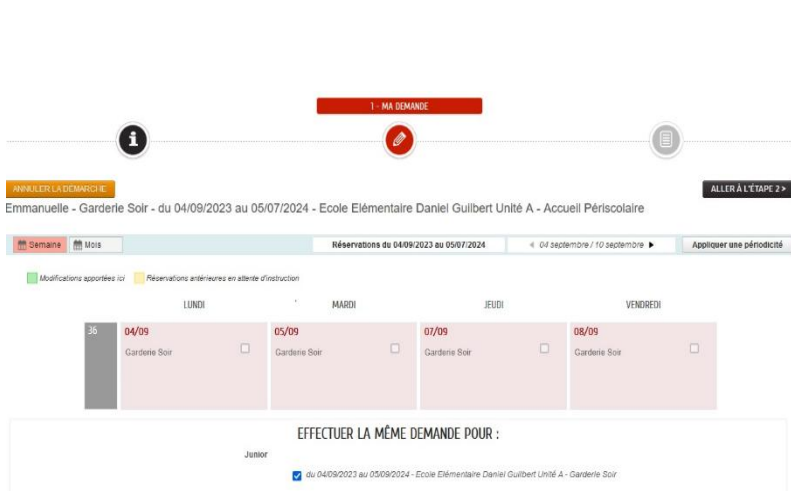 1 - MA DEMANDE
ANNULER LA DÉMARCHE
ALLER À L'ÉTAPE 2 >
Emmanuelle - Garderie Soir - du 04/09/2023 au 05/07/2024 - Ecole Elémentaire Daniel Guilbert Unité A - Accueil Périscolaire
Semaine Mois Réservations du 04/09/2023 au 05/07/2024 04 septembre / 10 septembre Appliquer une périodicité
Modifications apportées ici Réservations antérieures en attente d'instruction
LUNDI MARDI JEUDI VENDREDI
36 04/09 05/09 07/09 08/09
Garderie Soir Garderie Soir Garderie Soir Garderie Soir
EFFECTUER LA MÊME DEMANDE POUR :
Junior
du 04/09/2023 au 05/09/2024 - Ecole Elémentaire Daniel Guilbert Unité A - Garderie Soir